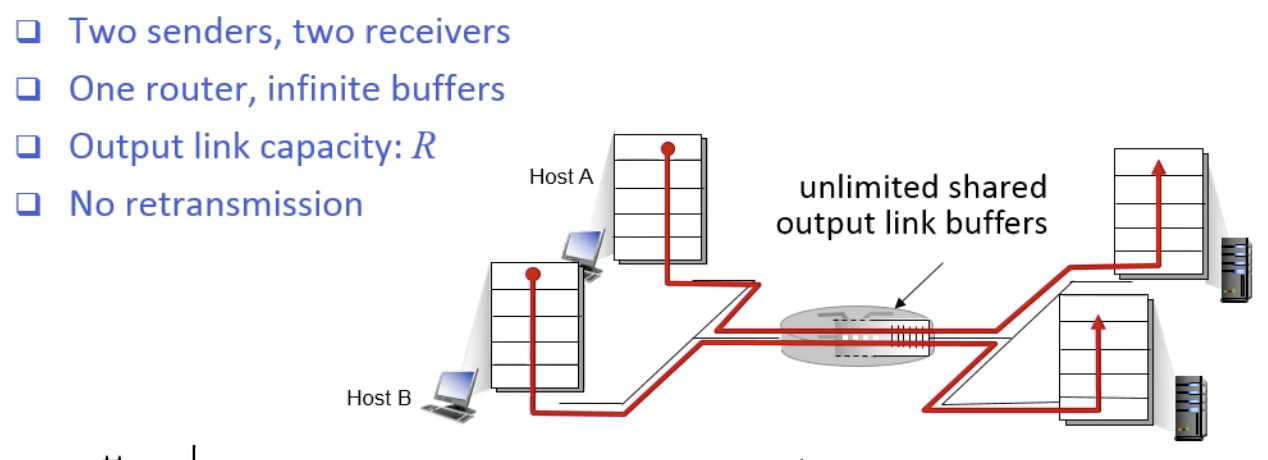 Two senders, two receivers
One router, infinite buffers
Output link capacity: R
No retransmission
Host A
unlimited shared
output link buffers
Host B